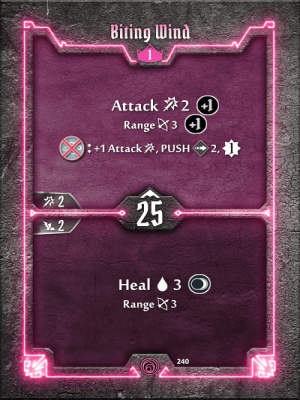 Biting Wind
1
Attack 2 +1
Range 3 +1
: +1 Attack, PUSH 2, 1
2
25
2
Heal 3
Range 3
240